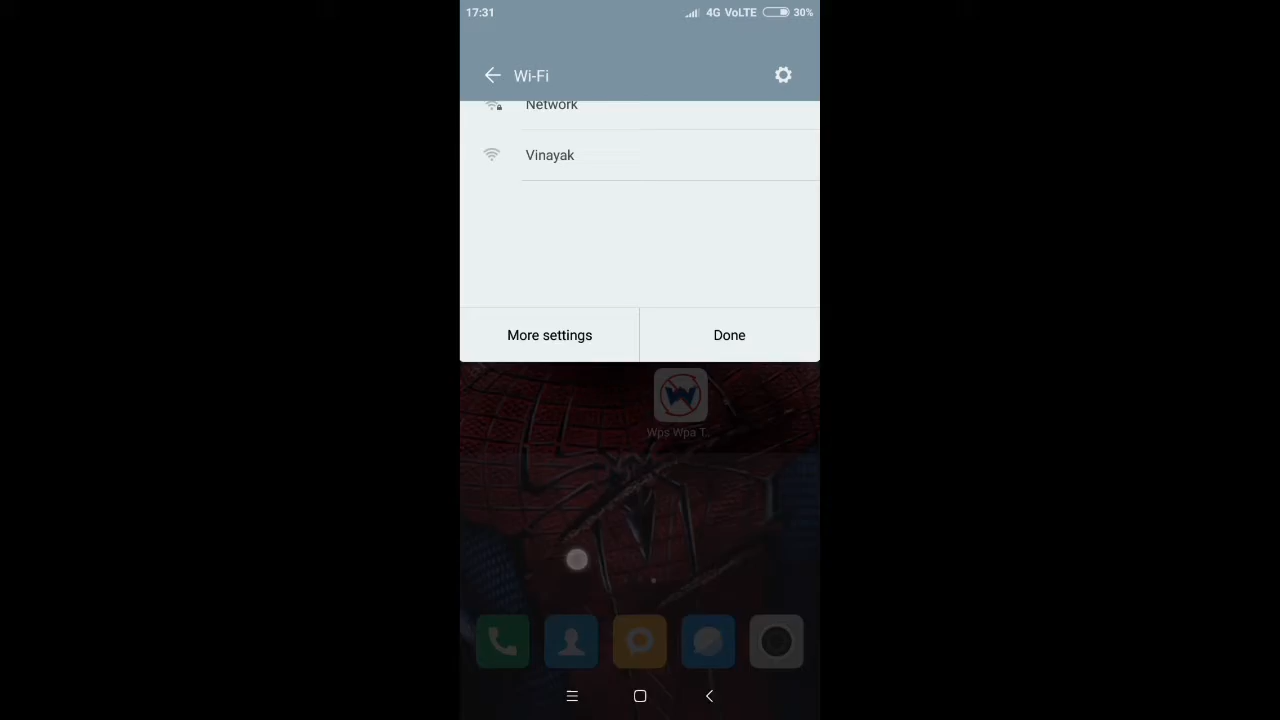 17:31 4G VoLTE 30%
Wi-Fi
Network
Vinayak
More settings Done
Wps Wpa T..